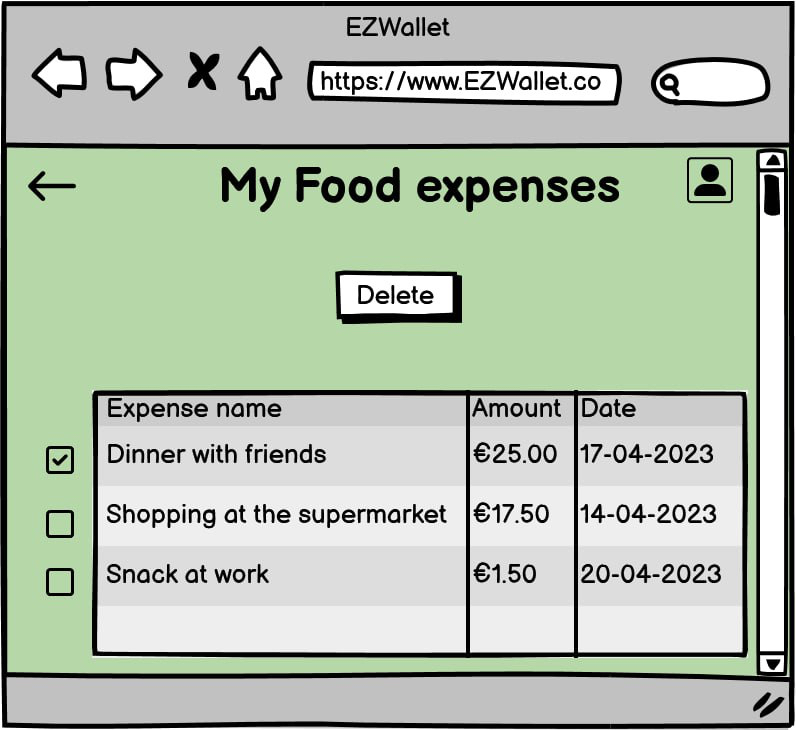 EZWallet
https://www.EZWallet.co
My Food expenses
Delete
Expense name Amount Date
Dinner with friends €25.00 17-04-2023
Shopping at the supermarket €17.50 14-04-2023
Snack at work €1.50 20-04-2023